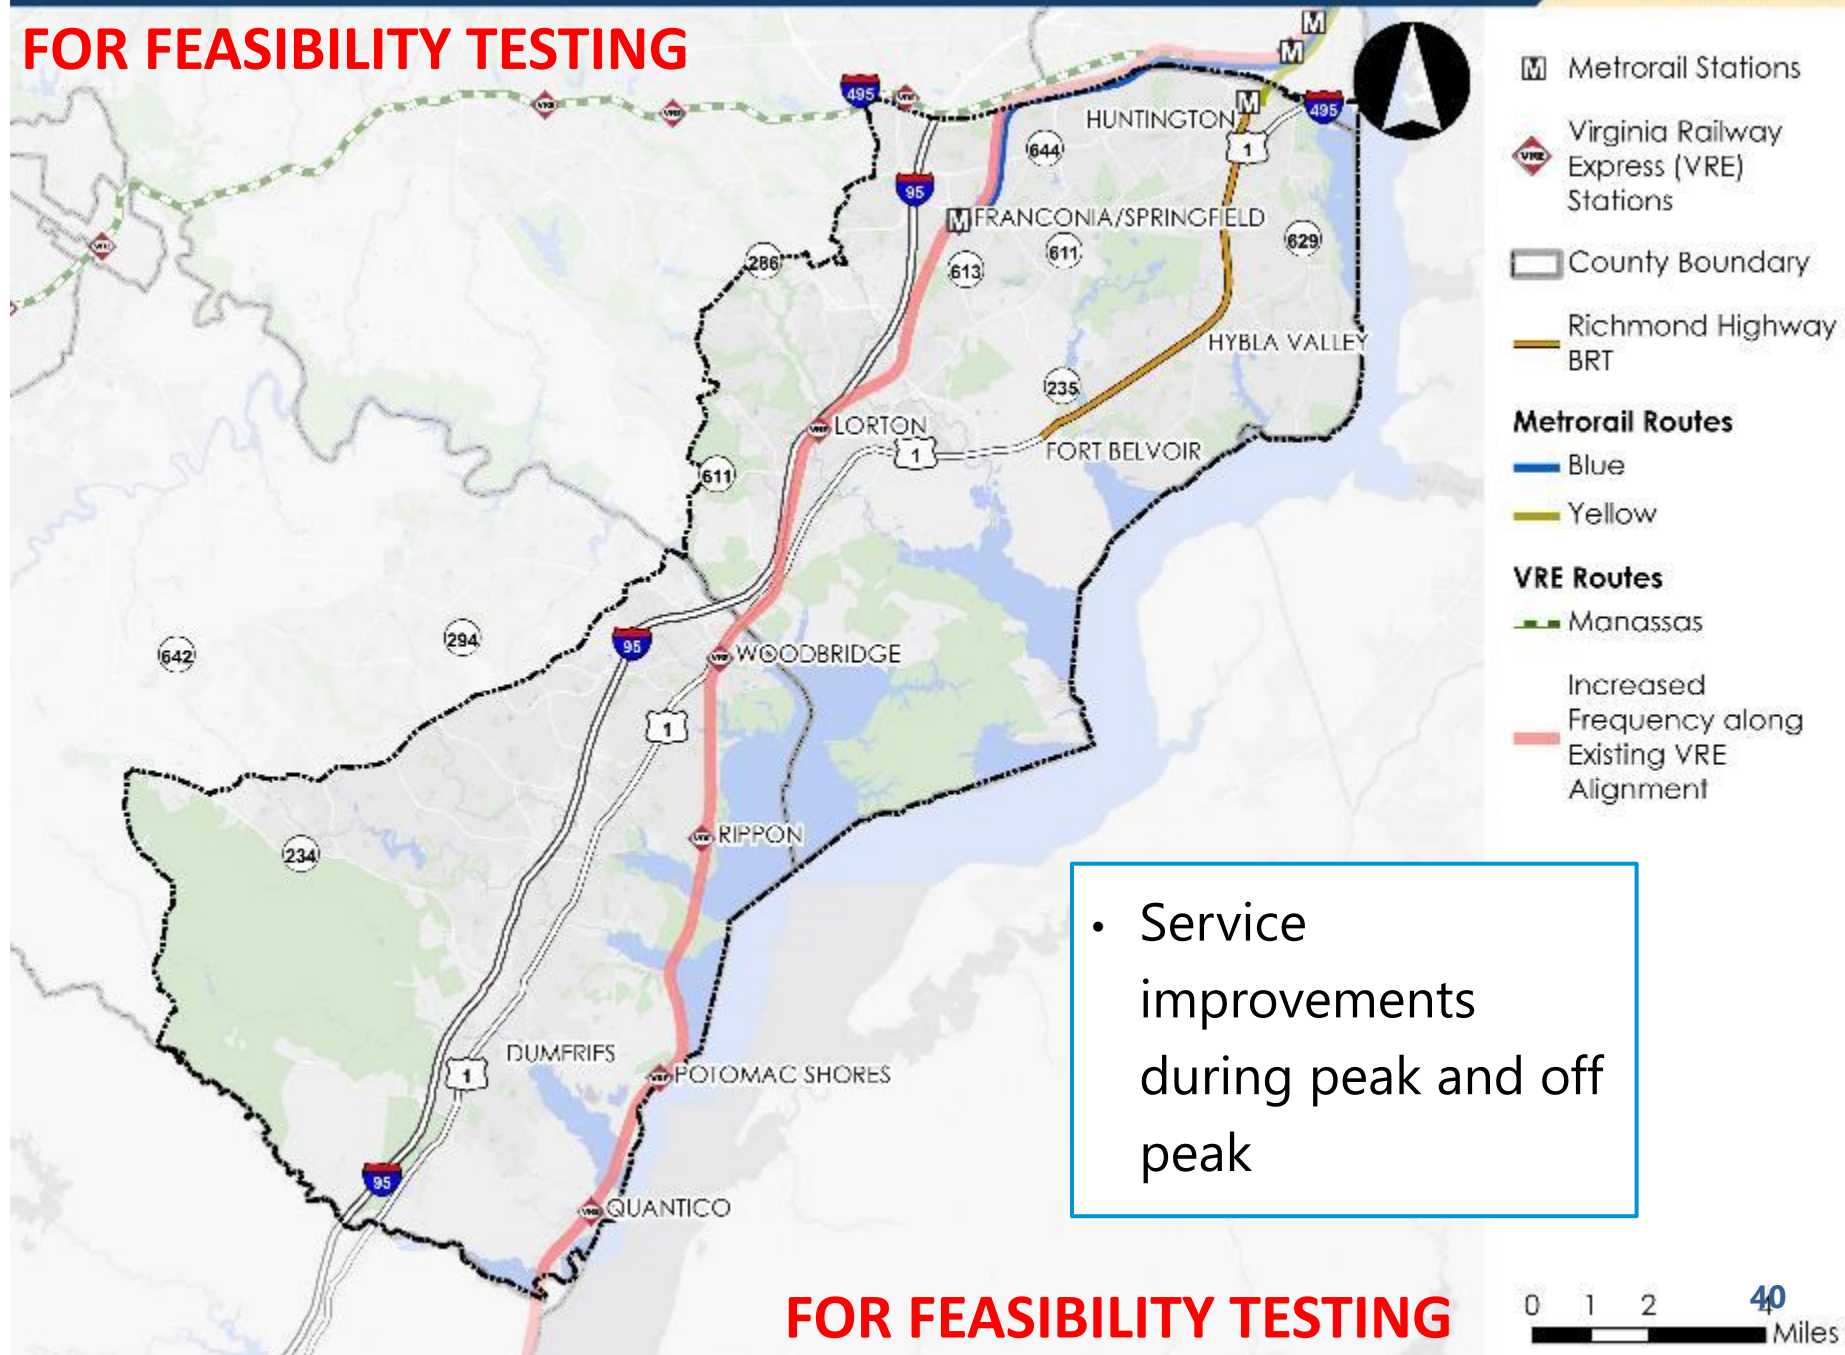 FOR FEASIBILITY TESTING
M
M
495
VRE
VRE
HUNTINGTON
M
495
1
644
95
M FRANCONIA/SPRINGFIELD
286
613
611
629
HYBLA VALLEY
235
LORTON
1
FORT BELVOIR
611
294
642
95
WOODBRIDGE
1
RIPPON
234
DUMFRIES
1
POTOMAC SHORES
95
QUANTICO
M Metrorail Stations
VRE
Virginia Railway
Express (VRE)
Stations
County Boundary
Richmond Highway
BRT
Metrorail Routes
Blue
Yellow
VRE Routes
Manassas
Increased
Frequency along
Existing VRE
Alignment
• Service
improvements
during peak and off
peak
FOR FEASIBILITY TESTING
0 1 2 4
Miles
40